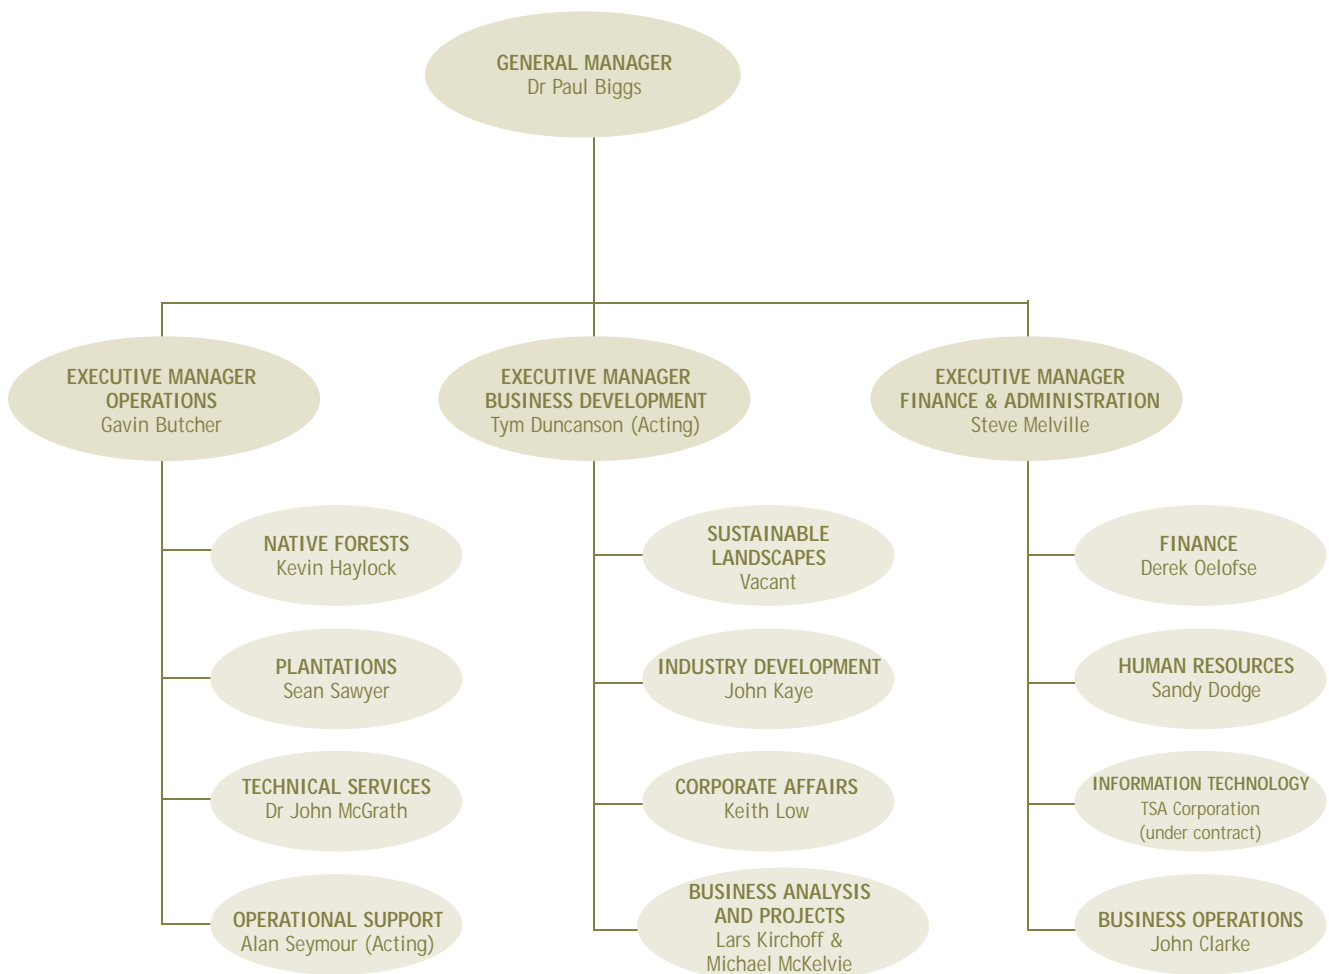 GENERAL MANAGER
Dr Paul Biggs
EXECUTIVE MANAGER
OPERATIONS
Gavin Butcher
EXECUTIVE MANAGER
BUSINESS DEVELOPMENT
Tym Duncanson (Acting)
EXECUTIVE MANAGER
FINANCE & ADMINISTRATION
Steve Melville
NATIVE FORESTS
Kevin Haylock
PLANTATIONS
Sean Sawyer
TECHNICAL SERVICES
Dr John McGrath
OPERATIONAL SUPPORT
Alan Seymour (Acting)
SUSTAINABLE
LANDSCAPES
Vacant
INDUSTRY DEVELOPMENT
John Kaye
CORPORATE AFFAIRS
Keith Low
BUSINESS ANALYSIS
AND PROJECTS
Lars Kirchoff &
Michael McKelvie
FINANCE
Derek Oelofse
HUMAN RESOURCES
Sandy Dodge
INFORMATION TECHNOLOGY
TSA Corporation
(under contract)
BUSINESS OPERATIONS
John Clarke